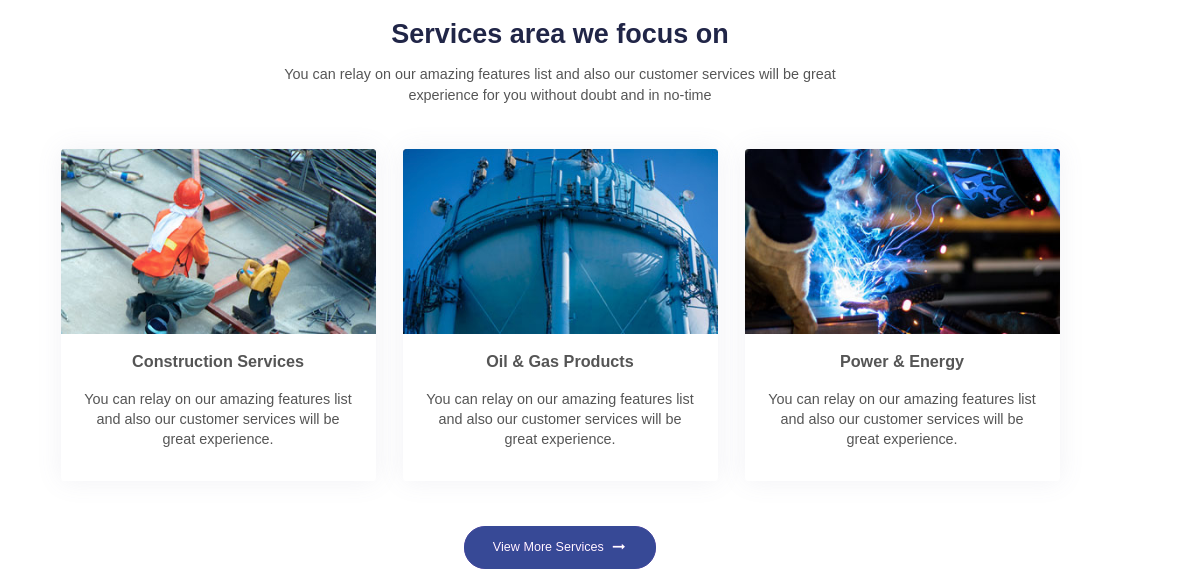 Services area we focus on
You can relay on our amazing features list and also our customer services will be great
experience for you without doubt and in no-time
Construction Services
You can relay on our amazing features list
and also our customer services will be
great experience.
Oil & Gas Products
You can relay on our amazing features list
and also our customer services will be
great experience.
Power & Energy
You can relay on our amazing features list
and also our customer services will be
great experience.
View More Services